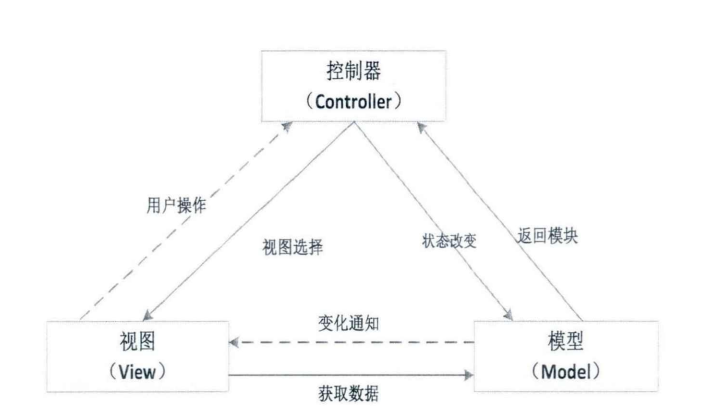 控制器
（Controller）
用户操作
视图选择
状态改变
返回模块
变化通知
视图
（View）
模型
（Model）
获取数据